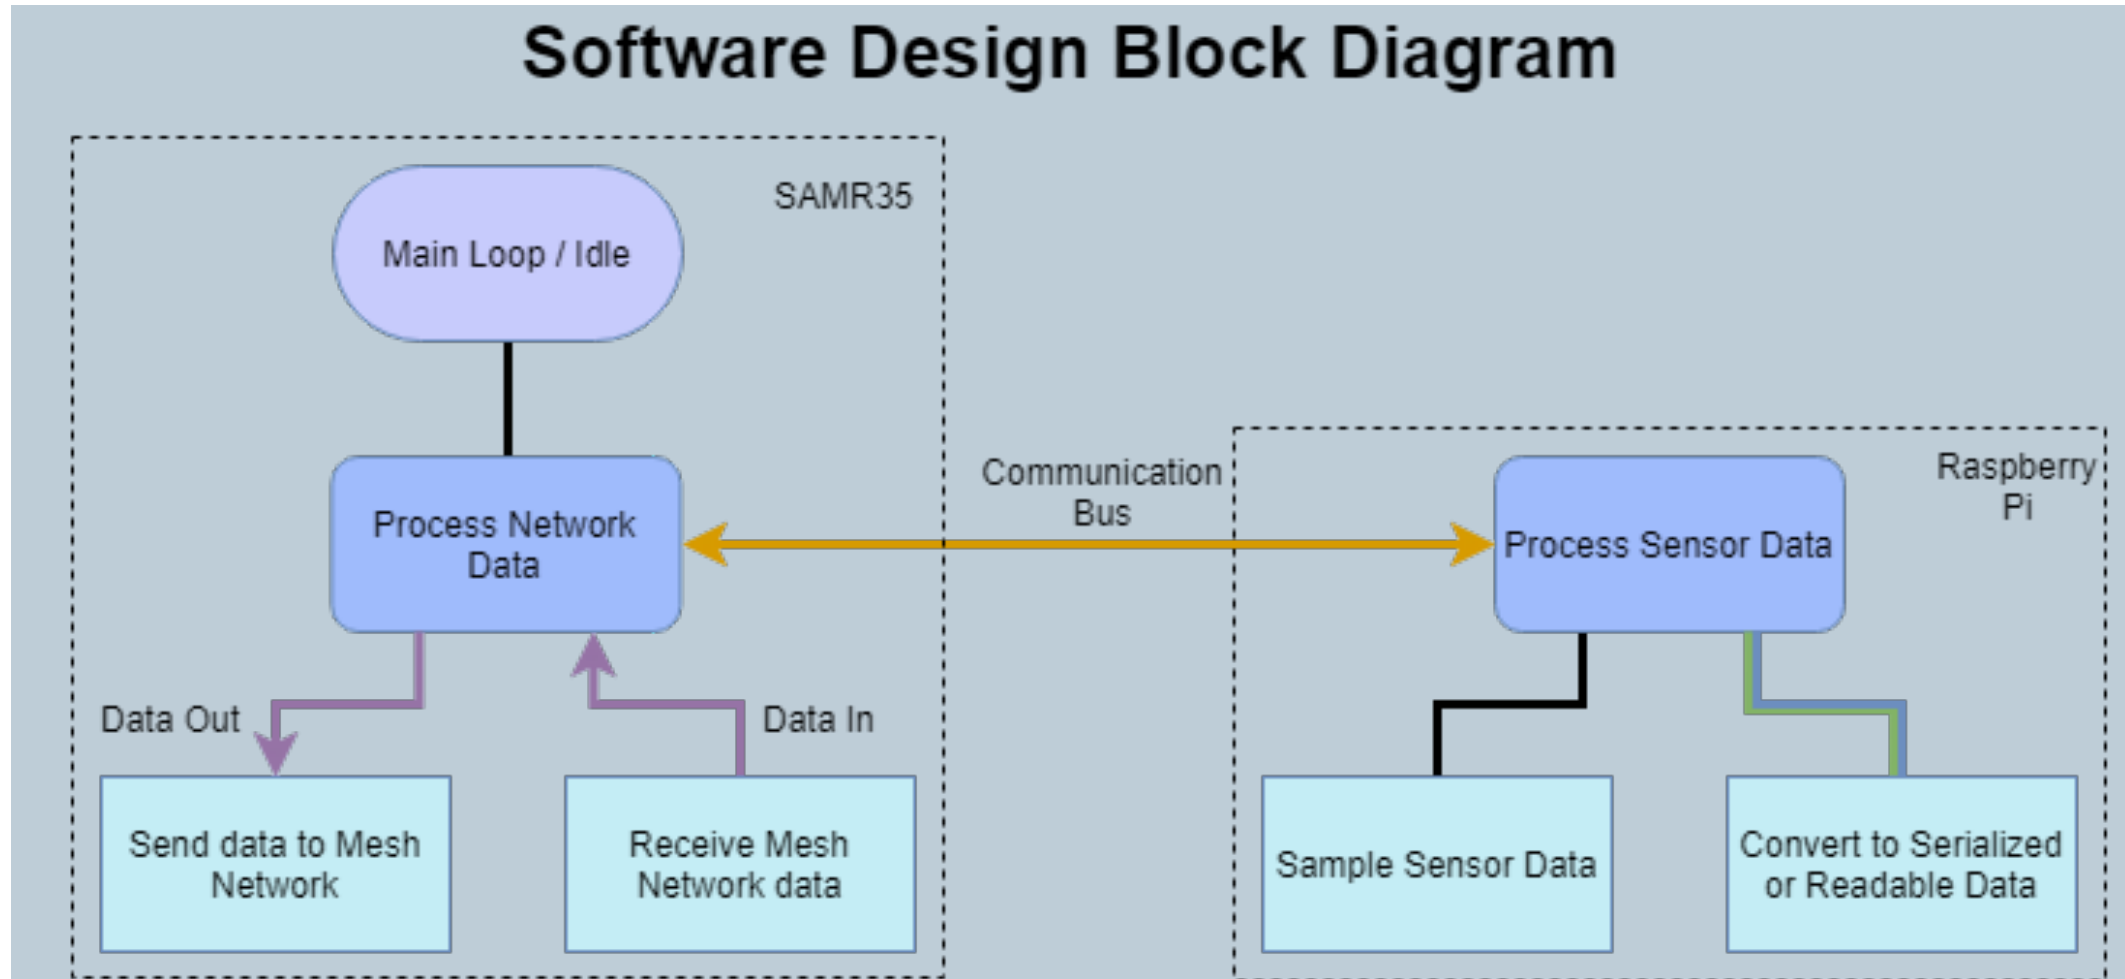 Software Design Block Diagram
SAMR35
Main Loop / Idle
Process Network
Data
Communication
Bus
Raspberry
Pi
Process Sensor Data
Data Out
Data In
Send data to Mesh
Network
Receive Mesh
Network data
Sample Sensor Data
Convert to Serialized
or Readable Data